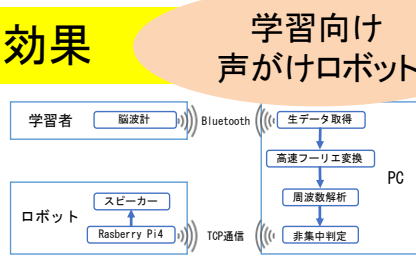 効果
学習向け
声がけロボット
学習者
脳波計
Bluetooth
生データ取得
高速フーリエ変換
周波数解析
非集中判定
PC
ロボット
スピーカー
Rasberry Pi4
TCP通信